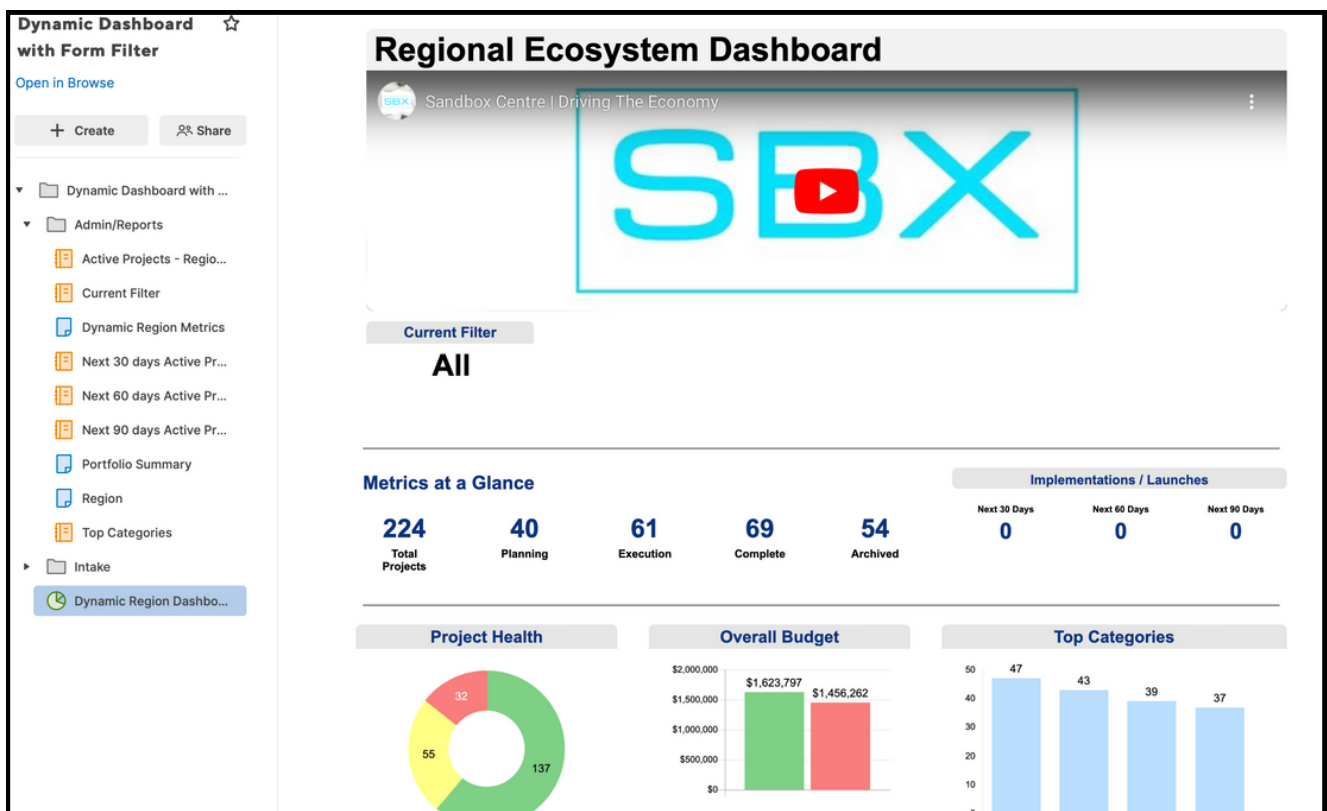 Dynamic Dashboard
with Form Filter
Open in Browse
+ Create
Share
Dynamic Dashboard with ...
Admin/Reports
Active Projects - Regio...
Current Filter
Dynamic Region Metrics
Next 30 days Active Pr...
Next 60 days Active Pr...
Next 90 days Active Pr...
Portfolio Summary
Region
Top Categories
Intake
Dynamic Region Dashbo...
Regional Ecosystem Dashboard
SBX
Sandbox Centre | Driving The Economy
SBX
Current Filter
All
Metrics at a Glance
224
Total
Projects
40
Planning
61
Execution
69
Complete
54
Archived
Implementations / Launches
Next 30 Days
0
Next 60 Days
0
Next 90 Days
0
Project Health
32
55
137
Overall Budget
$2,000,000
$1,500,000
$1,000,000
$500,000
$0
$1,623,797
$1,456,262
Top Categories
50
40
30
20
10
47
43
39
37